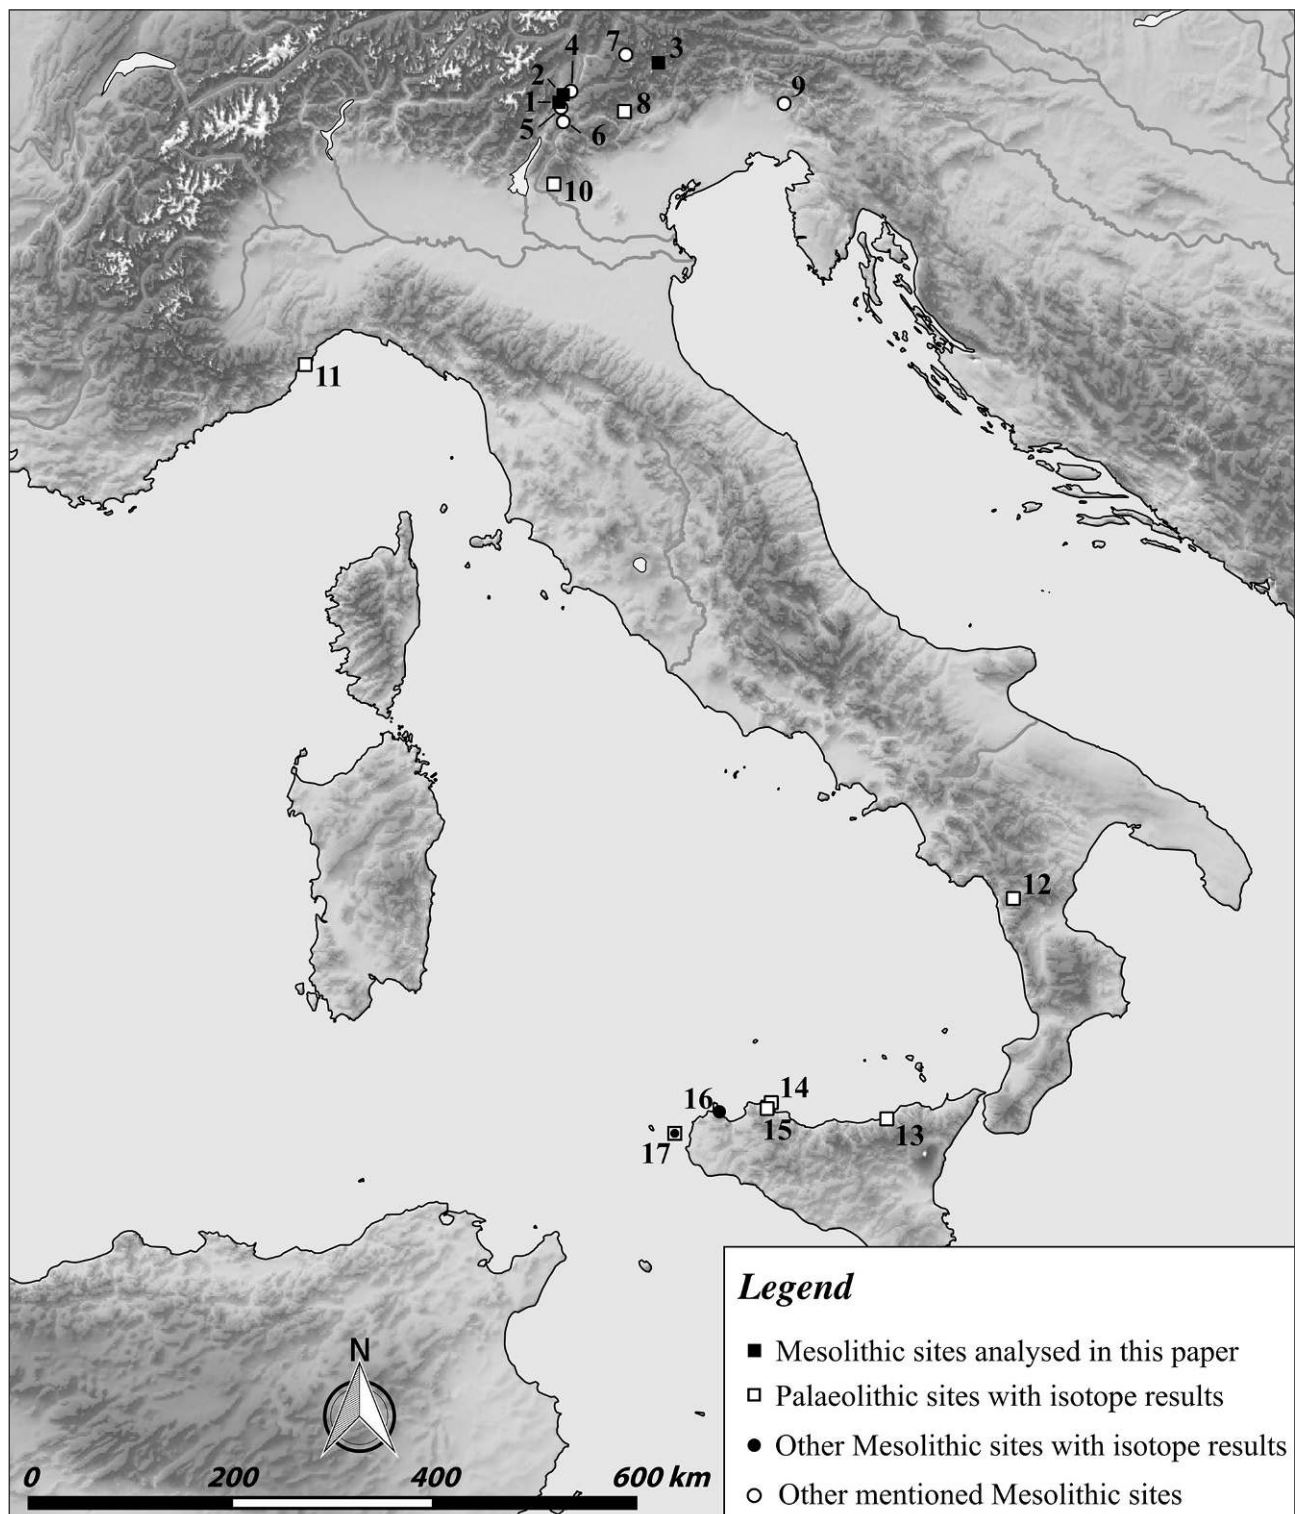 7
3
4
2
1
8
9
5
6
10
11
12
14
16
15
13
17
Legend
Mesolithic sites analysed in this paper
Palaeolithic sites with isotope results
Other Mesolithic sites with isotope results
Other mentioned Mesolithic sites
N
0 200 400 600 km